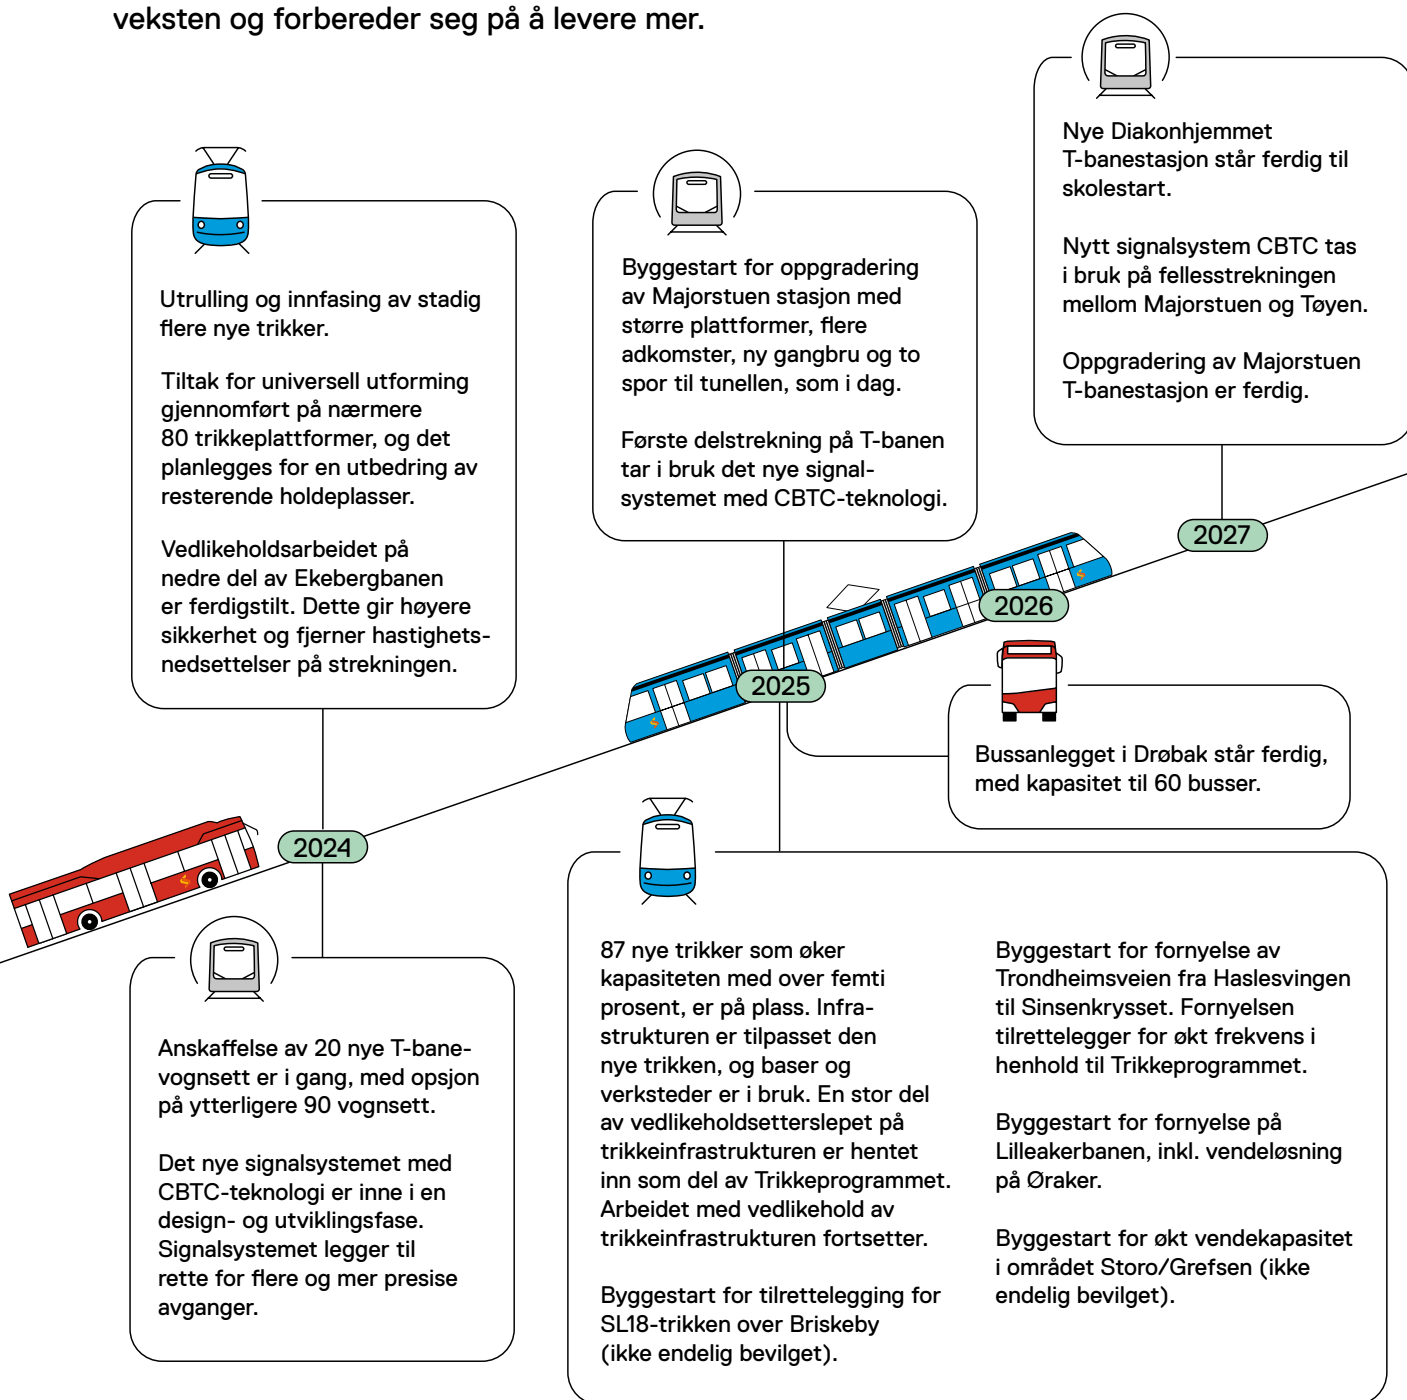 veksten og forbereder seg på å levere mer.
Utrulling og innfasing av stadig
flere nye trikker.
Tiltak for universell utforming
gjennomført på nærmere
80 trikkeplattformer, og det
planlegges for en utbedring av
resterende holdeplasser.
Vedlikeholdsarbeidet på
nedre del av Ekebergbanen
er ferdigstilt. Dette gir høyere
sikkerhet og fjerner hastighets-
nedsettelser på strekningen.
2024
Anskaffelse av 20 nye T-bane-
vognsett er i gang, med opsjon
på ytterligere 90 vognsett.
Det nye signalsystemet med
CBTC-teknologi er inne i en
design- og utviklingsfase.
Signalsystemet legger til
rette for flere og mer presise
avganger.
Byggestart for oppgradering
av Majorstuen stasjon med
større plattformer, flere
adkomster, ny gangbru og to
spor til tunellen, som i dag.
Første delstrekning på T-banen
tar i bruk det nye signal-
systemet med CBTC-teknologi.
2025
Bussanlegget i Drøbak står ferdig,
med kapasitet til 60 busser.
87 nye trikker som øker
kapasiteten med over femti
prosent, er på plass. Infra-
strukturen er tilpasset den
nye trikken, og baser og
verksteder er i bruk. En stor del
av vedlikeholdsetterslepet på
trikkeinfrastrukturen er hentet
inn som del av Trikkeprogrammet.
Arbeidet med vedlikehold av
trikkeinfrastrukturen fortsetter.
Byggestart for tilrettelegging for
SL18-trikken over Briskeby
(ikke endelig bevilget).
Byggestart for fornyelse av
Trondheimsveien fra Haslesvingen
til Sinsenkrysset. Fornyelsen
tilrettelegger for økt frekvens i
henhold til Trikkeprogrammet.
Byggestart for fornyelse på
Lilleakerbanen, inkl. vendeløsning
på Øraker.
Byggestart for økt vendekapasitet
i området Storo/Grefsen (ikke
endelig bevilget).
2026
Nye Diakonhjemmet
T-banestasjon står ferdig til
skolestart.
Nytt signalsystem CBTC tas
i bruk på fellesstrekningen
mellom Majorstuen og Tøyen.
Oppgradering av Majorstuen
T-banestasjon er ferdig.
2027